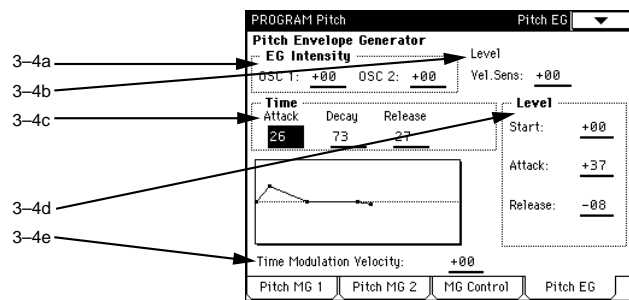 PROGRAM Pitch Pitch EG
Pitch Envelope Generator
EG Intensity
Level
3–4a
OSC 1: +00 OSC 2: +00 Vel.Sens: +00
3–4b
Time
Level
Attack Decay Release
3–4c
Start: +00
26 73 27
Attack: +37
3–4d
Release: –08
3–4e
Time Modulation Velocity: +00
Pitch MG 1 Pitch MG 2 MG Control Pitch EG